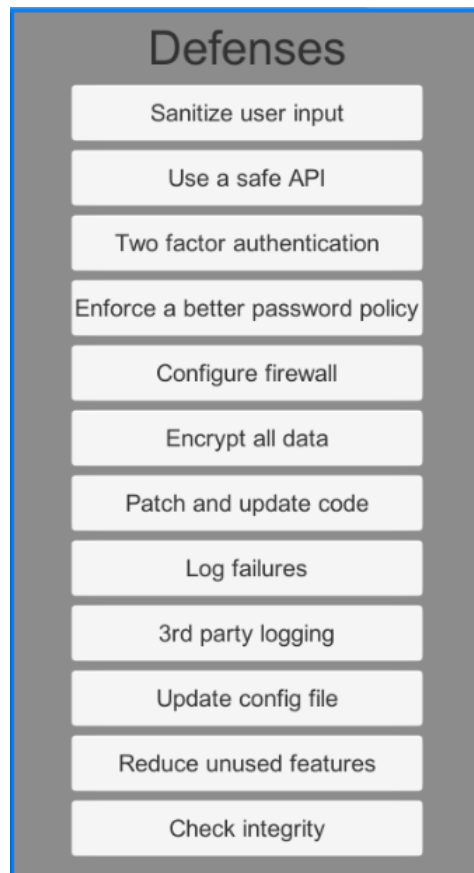 Defenses
Sanitize user input
Use a safe API
Two factor authentication
Enforce a better password policy
Configure firewall
Encrypt all data
Patch and update code
Log failures
3rd party logging
Update config file
Reduce unused features
Check integrity